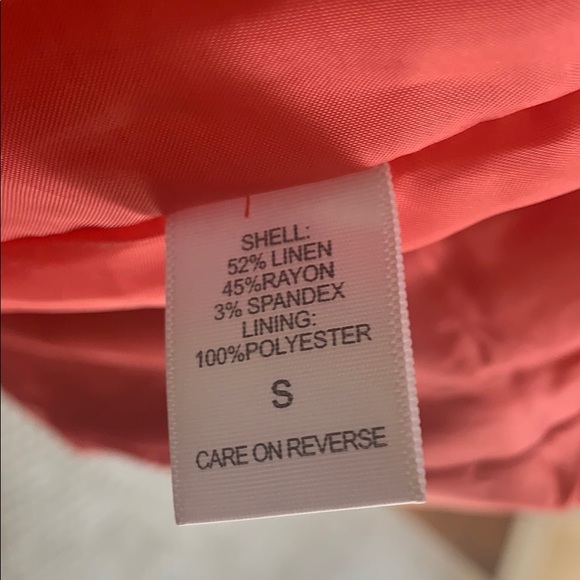 SHELL:
52% LINEN
45%RAYON
3% SPANDEX
LINING:
100%POLYESTER
S
CARE ON REVERSE